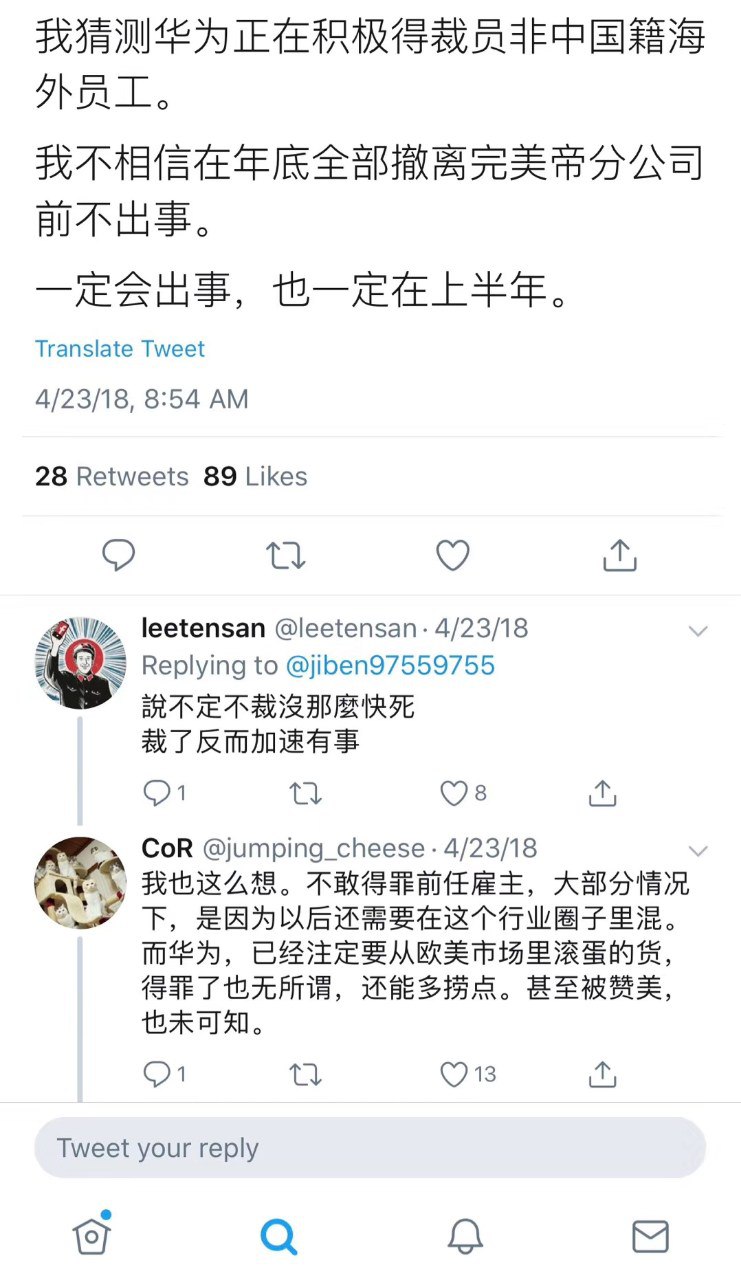 我猜测华为正在积极得裁员非中国籍海
外员工。
我不相信在年底全部撤离完美帝分公司
前不出事。
一定会出事，也一定在上半年。
Translate Tweet
4/23/18, 8:54 AM
28 Retweets 89 Likes
leetensan @leetensan · 4/23/18
Replying to @jiben97559755
說不定不裁沒那麼快死
裁了反而加速有事
1 8
CoR @jumping_cheese · 4/23/18
我也这么想。不敢得罪前任雇主，大部分情况
下，是因为以后还需要在这个行业圈子里混。
而华为，已经注定要从欧美市场里滚蛋的货，
得罪了也无所谓，还能多捞点。甚至被赞美，
也未可知。
1 13
Tweet your reply